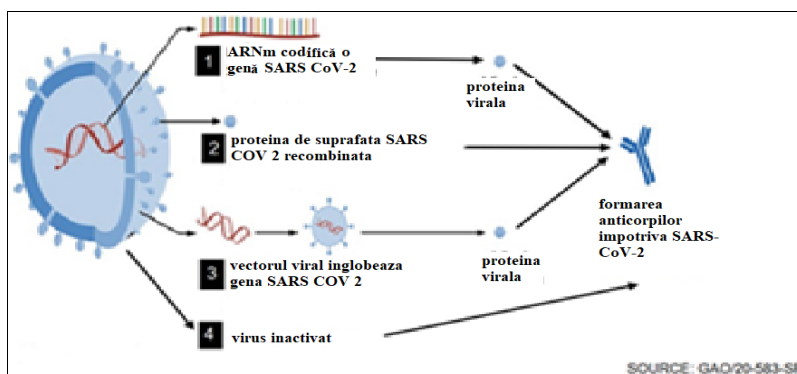 1
ARNm codifică o
genă SARS CoV-2
proteina
virala
2
proteina de suprafata SARS
COV 2 recombinata
formarea
anticorpilor
impotriva SARS-
CoV-2
3
vectorul viral inglobeaza
gena SARS COV 2
proteina
virala
4
virus inactivat
SOURCE: GAO/20-583-SP